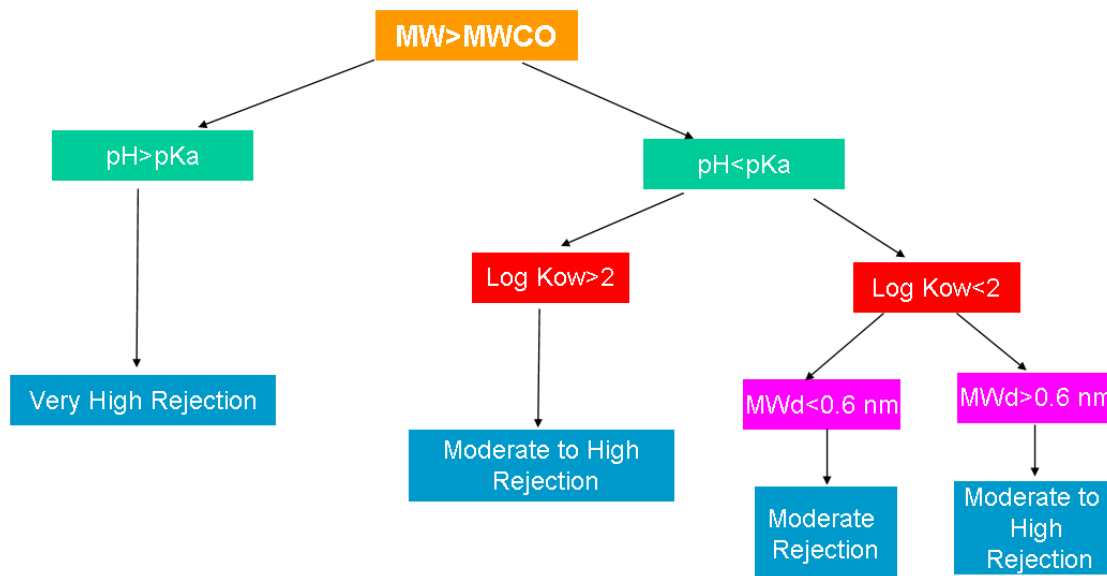 MW>MWCO
pH>pKa
pH<pKa
Log Kow>2
Log Kow<2
Very High Rejection
MWd<0.6 nm
MWd>0.6 nm
Moderate to High
Rejection
Moderate
Rejection
Moderate to
High
Rejection